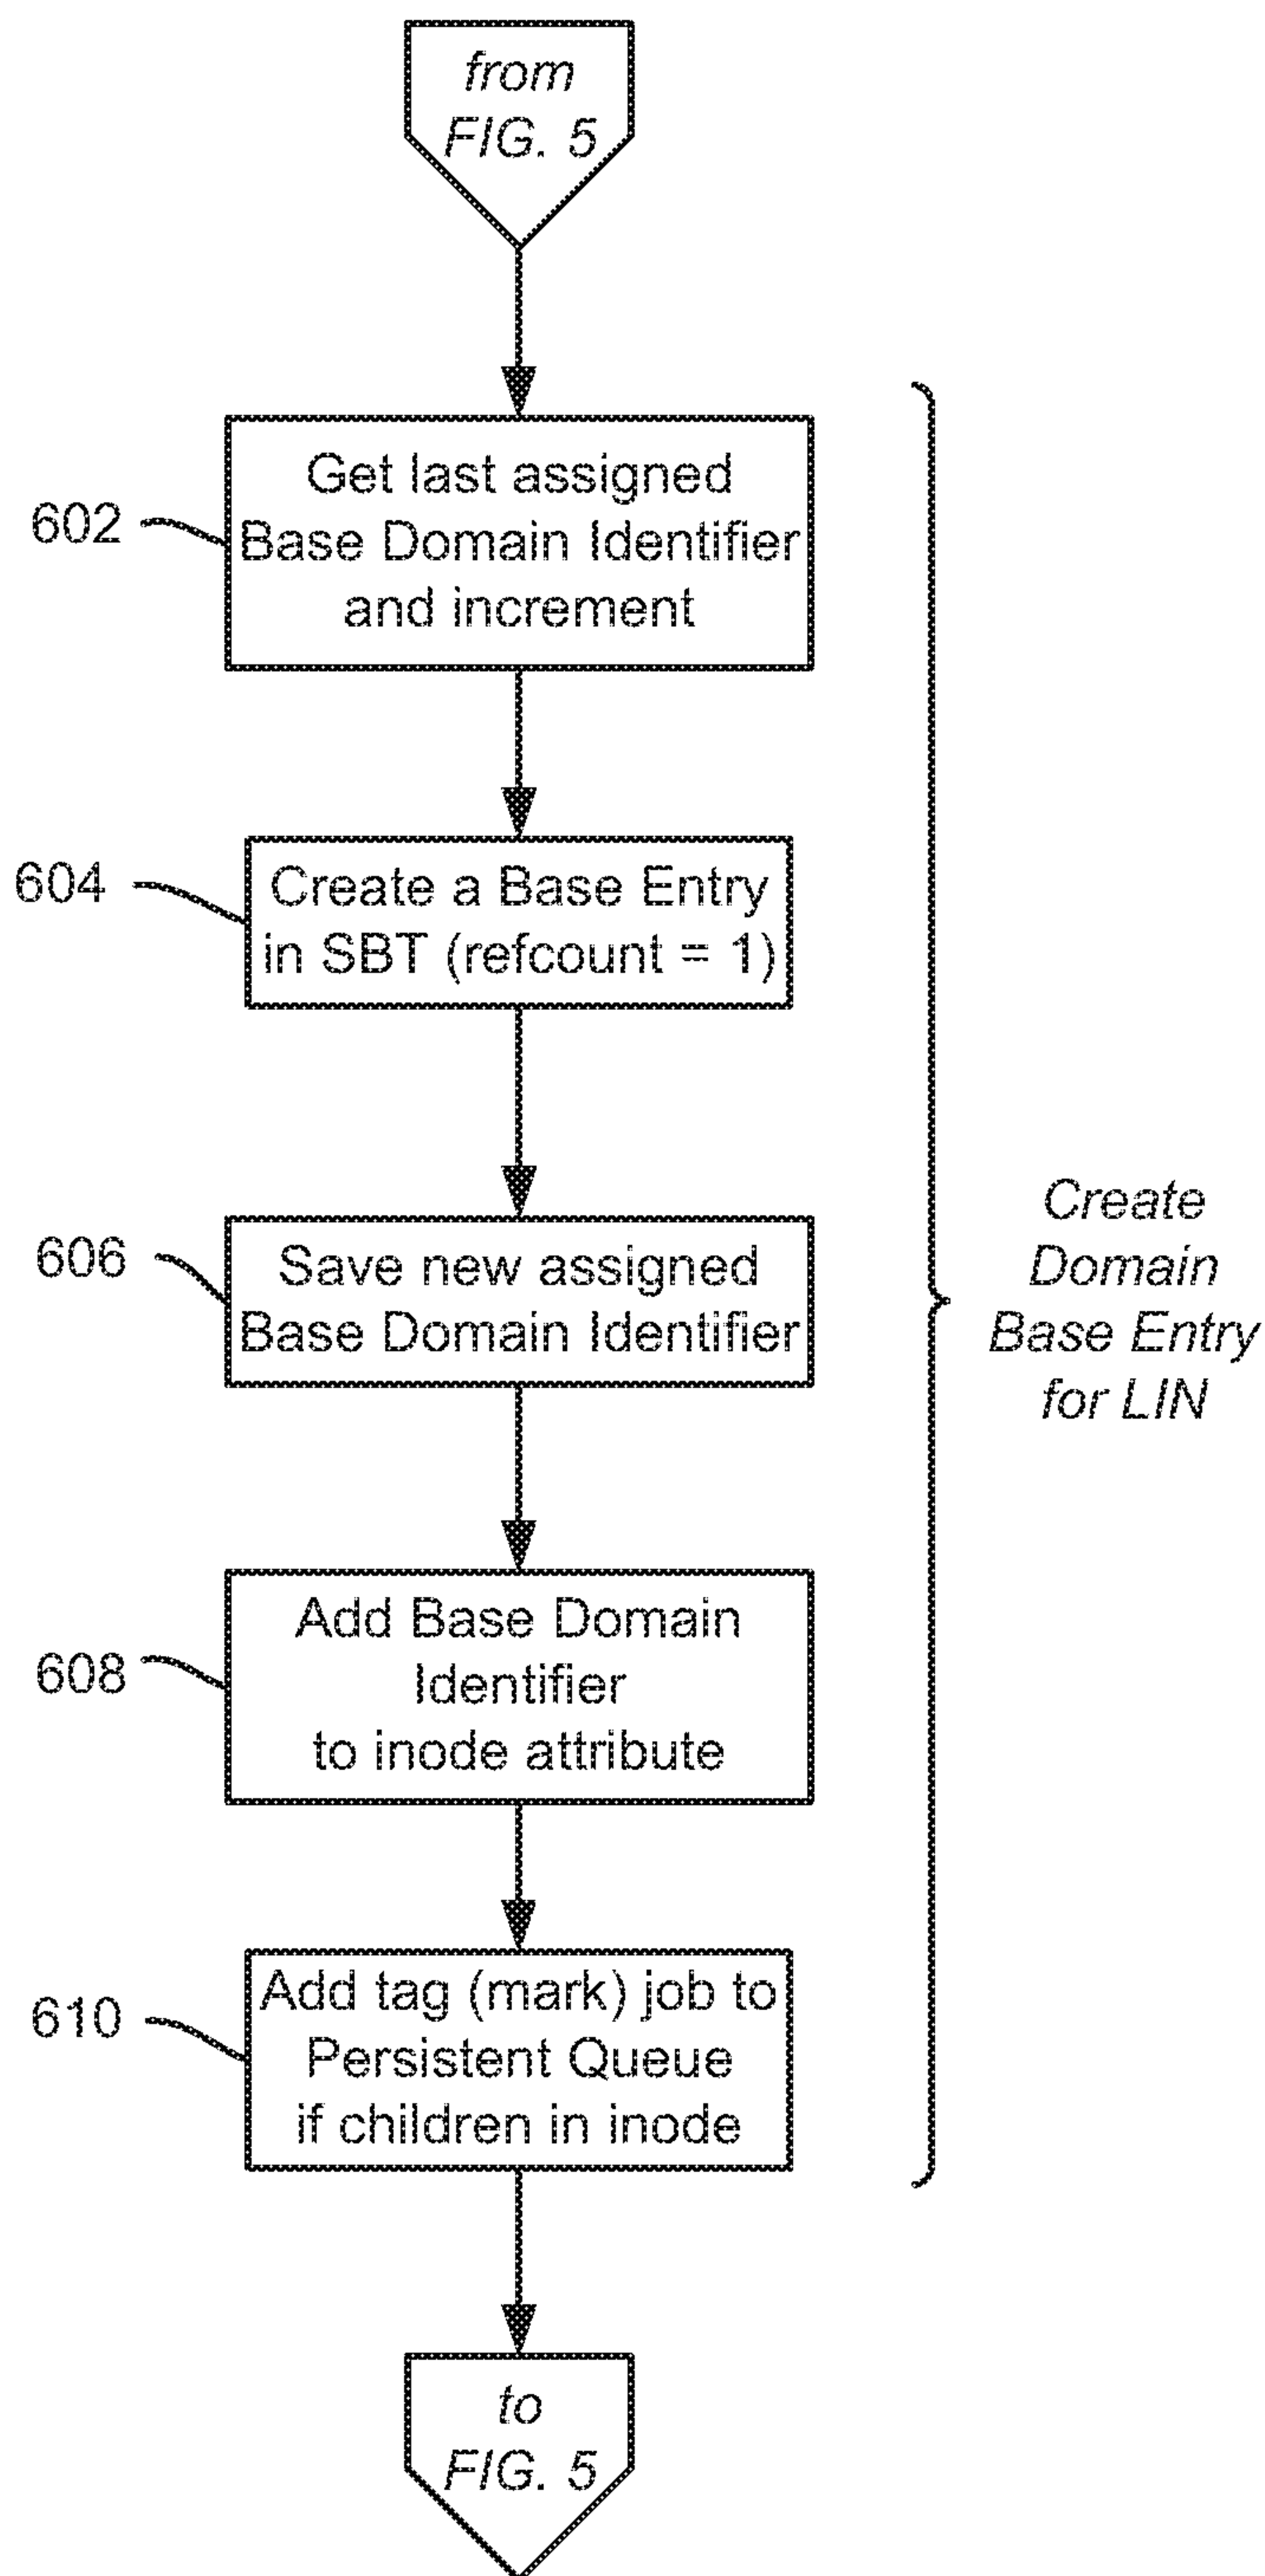 from
FIG. 5
602
Get last assigned
Base Domain Identifier
and increment
604
Create a Base Entry
in SBT (refcount = 1)
606
Save new assigned
Base Domain Identifier
Create
Domain
Base Entry
for LIN
608
Add Base Domain
Identifier
to inode attribute
610
Add tag (mark) job to
Persistent Queue
if children in inode
to
FIG. 5